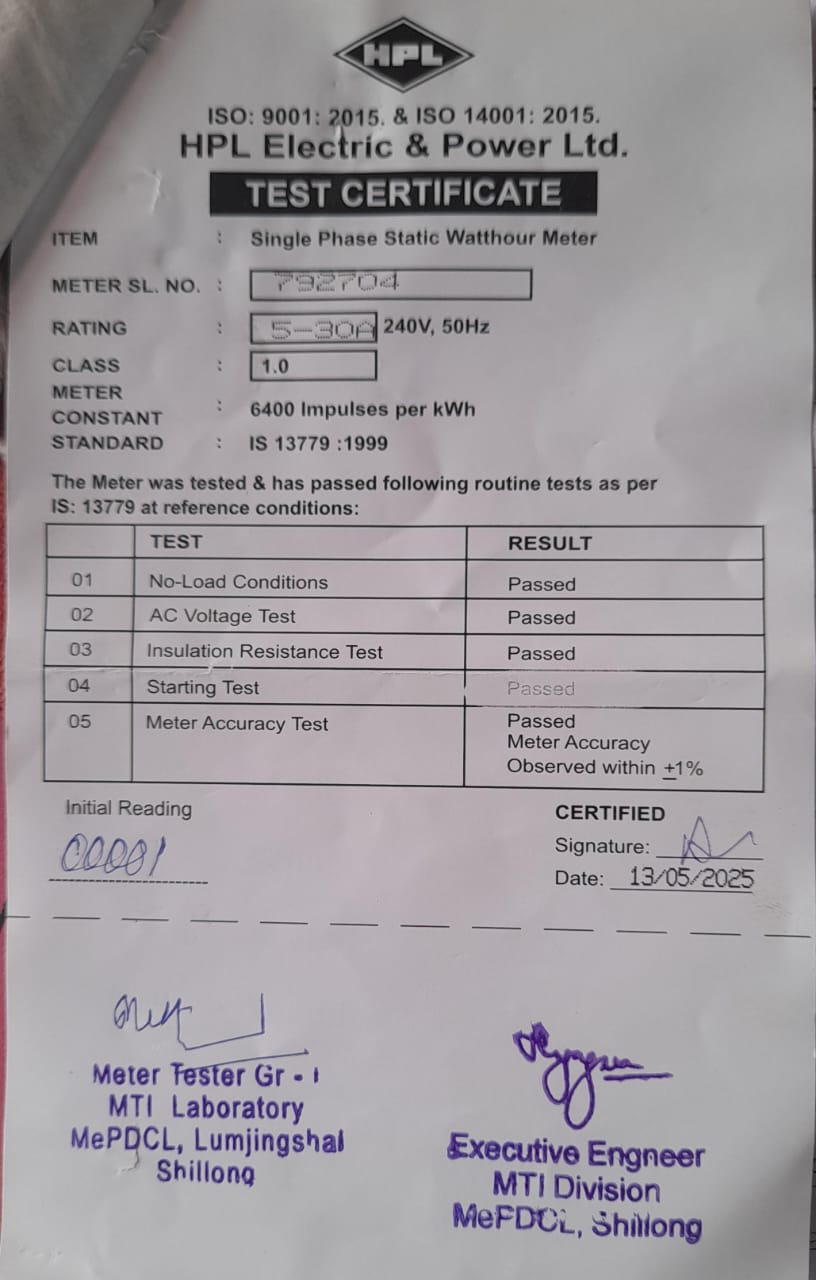 HPL
ISO: 9001: 2015. & ISO 14001: 2015.
HPL Electric & Power Ltd.
TEST CERTIFICATE
ITEM : Single Phase Static Watthour Meter
METER SL. NO. : 792704
RATING : 5-30A 240V, 50Hz
CLASS : 1.0
METER
CONSTANT : 6400 Impulses per kWh
STANDARD : IS 13779 :1999
The Meter was tested & has passed following routine tests as per
IS: 13779 at reference conditions:
TEST RESULT
01 No-Load Conditions Passed
02 AC Voltage Test Passed
03 Insulation Resistance Test Passed
04 Starting Test Passed
05 Meter Accuracy Test Passed
Meter Accuracy
Observed within ±1%
Initial Reading
00001
CERTIFIED
Signature:
Date: 13/05/2025
Meter Tester Gr - I
MTI Laboratory
MePDCL, Lumjingshai
Shillong
Executive Engneer
MTI Division
MePDCL, Shillong